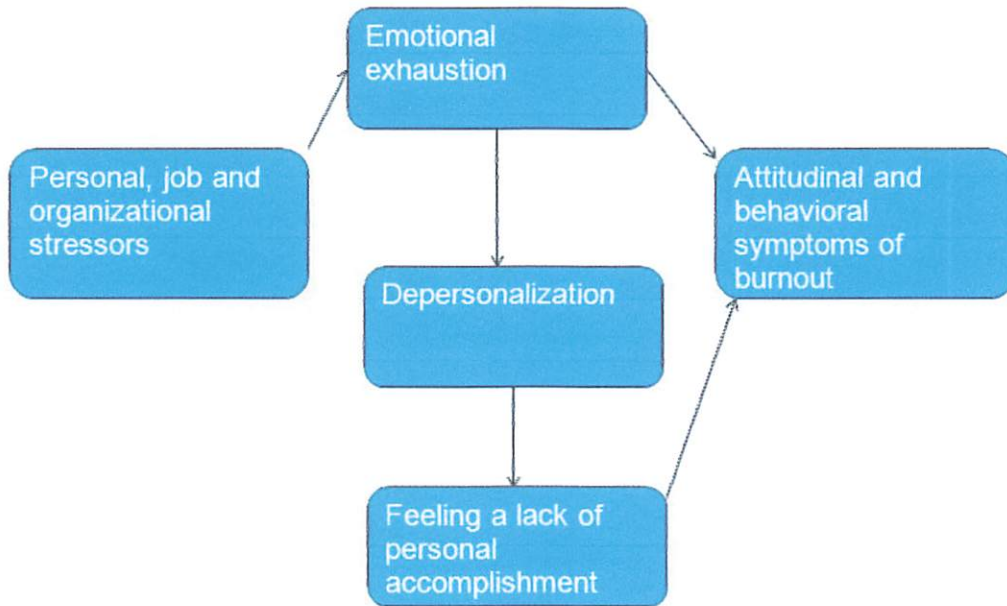 Emotional
exhaustion
Personal, job and
organizational
stressors
Attitudinal and
behavioral
symptoms of
burnout
Depersonalization
Feeling a lack of
personal
accomplishment